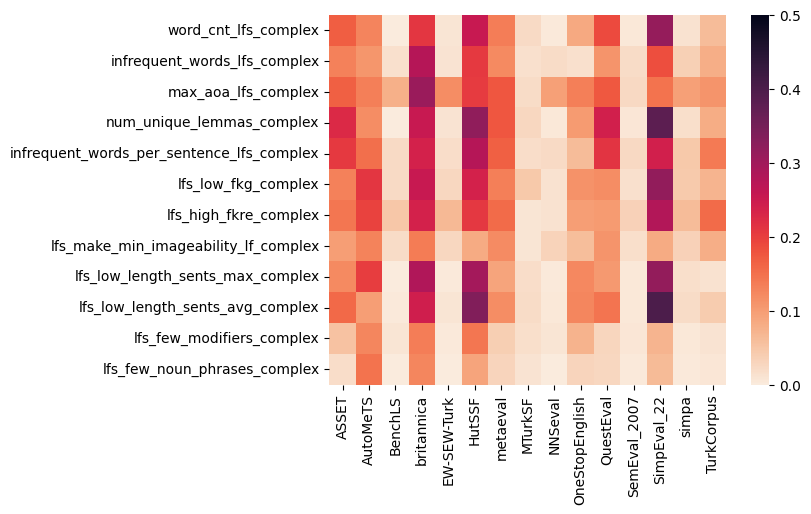 word_cnt_lfs_complex
infrequent_words_lfs_complex
max_aoa_lfs_complex
num_unique_lemmas_complex
infrequent_words_per_sentence_lfs_complex
lfs_low_fkg_complex
lfs_high_fkre_complex
lfs_make_min_imageability_lf_complex
lfs_low_length_sents_max_complex
lfs_low_length_sents_avg_complex
lfs_few_modifiers_complex
lfs_few_noun_phrases_complex
ASSET
AutoMeTS
BenchLS
britannica
EW-SEW-Turk
HutSSF
metaeval
MTurkSF
NNSeval
OneStopEnglish
QuestEval
SemEval_2007
SimpEval_22
simpa
TurkCorpus
0.5
0.4
0.3
0.2
0.1
0.0